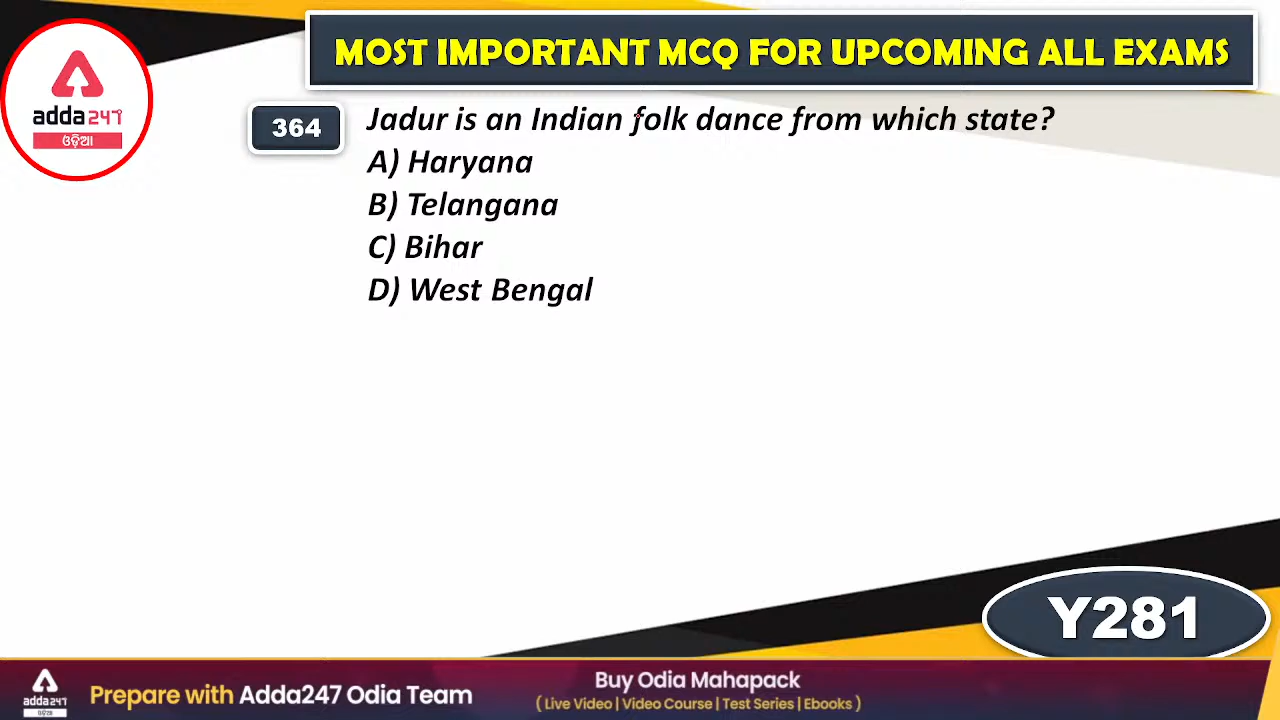 MOST IMPORTANT MCQ FOR UPCOMING ALL EXAMS
adda247
ଓଡ଼ିଆ
364
Jadur is an Indian folk dance from which state?
A) Haryana
B) Telangana
C) Bihar
D) West Bengal
Y281
adda247
ଓଡ଼ିଆ
Prepare with Adda247 Odia Team
Buy Odia Mahapack
( Live Video | Video Course | Test Series | Ebooks )